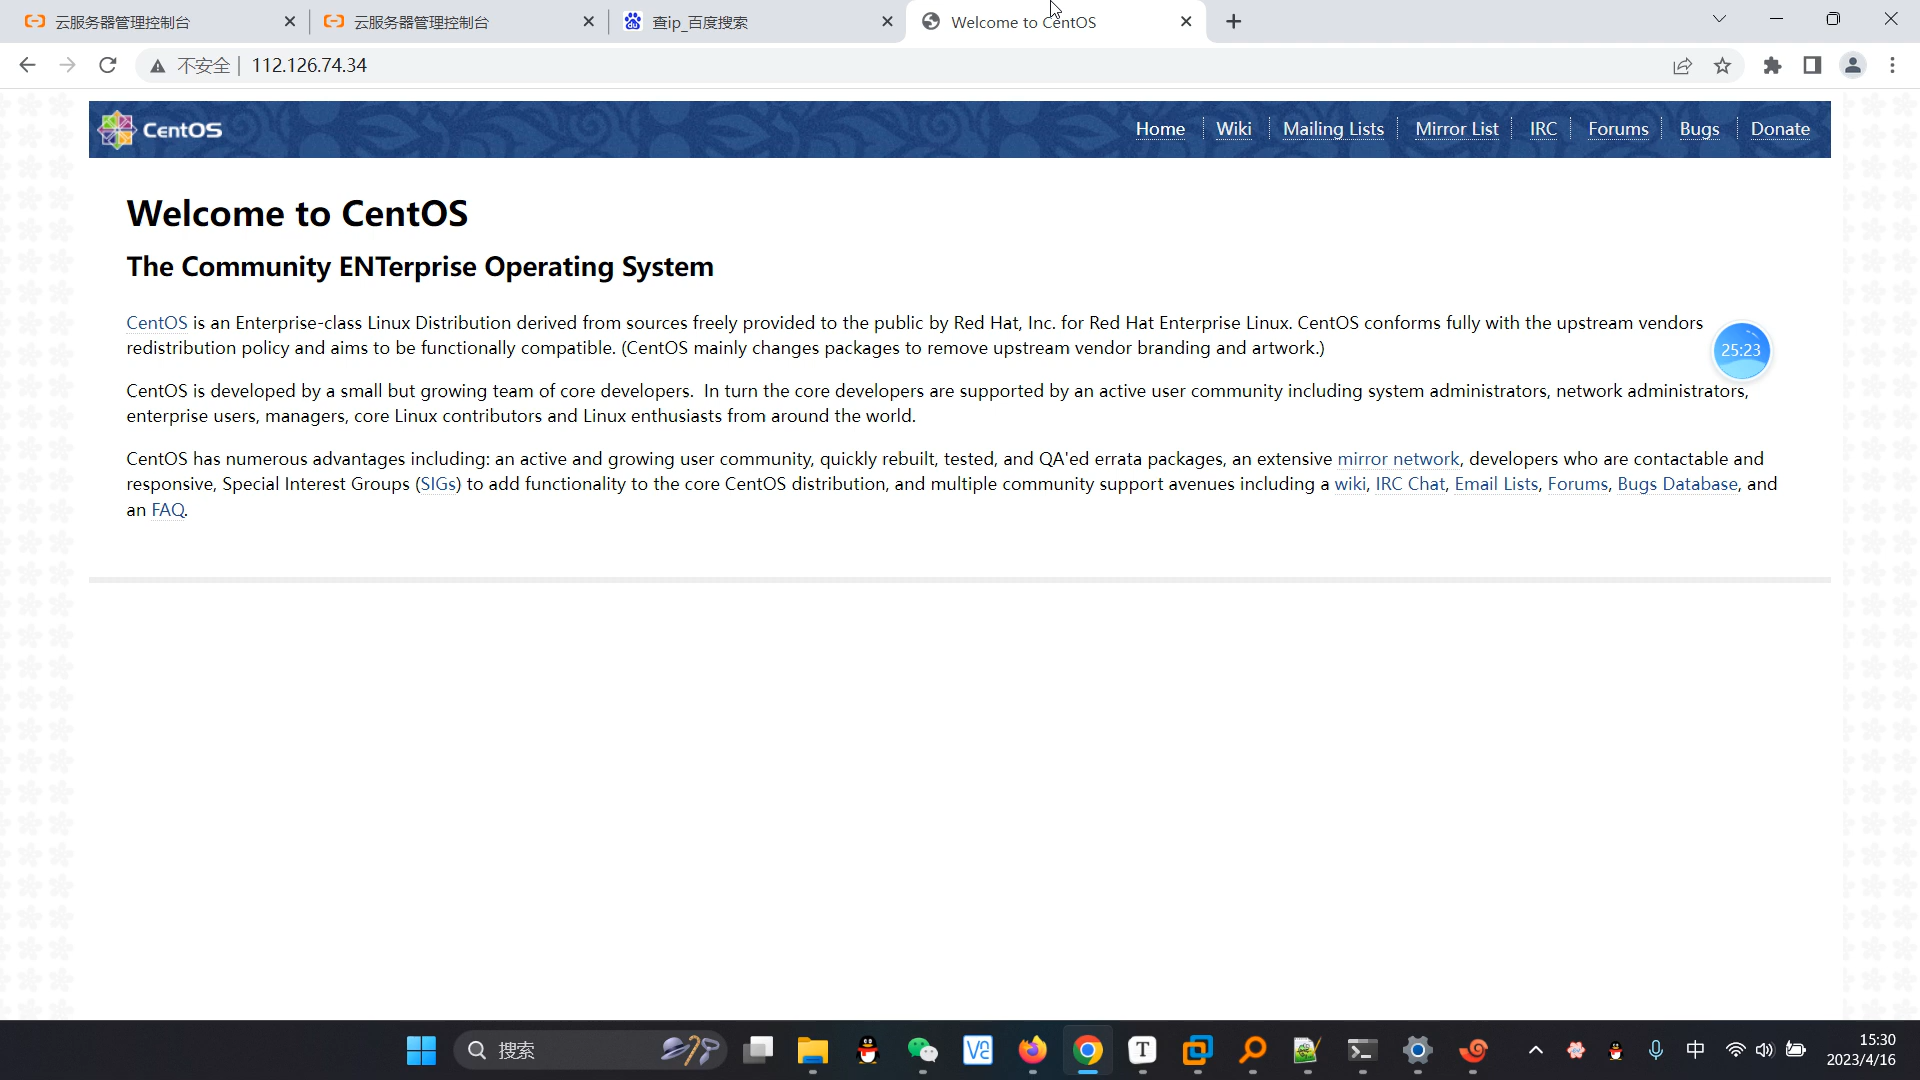 云服务器管理控制台
云服务器管理控制台
查ip_百度搜索
Welcome to CentOS
不安全
112.126.74.34
CentOS
Home
Wiki
Mailing Lists
Mirror List
IRC
Forums
Bugs
Donate
Welcome to CentOS
The Community ENTerprise Operating System
CentOS is an Enterprise-class Linux Distribution derived from sources freely provided to the public by Red Hat, Inc. for Red Hat Enterprise Linux. CentOS conforms fully with the upstream vendors
redistribution policy and aims to be functionally compatible. (CentOS mainly changes packages to remove upstream vendor branding and artwork.)
25:23
CentOS is developed by a small but growing team of core developers. In turn the core developers are supported by an active user community including system administrators, network administrators,
enterprise users, managers, core Linux contributors and Linux enthusiasts from around the world.
CentOS has numerous advantages including: an active and growing user community, quickly rebuilt, tested, and QA'ed errata packages, an extensive mirror network, developers who are contactable and
responsive, Special Interest Groups (SIGs) to add functionality to the core CentOS distribution, and multiple community support avenues including a wiki, IRC Chat, Email Lists, Forums, Bugs Database, and
an FAQ.
搜索
T
中
15:30
2023/4/16